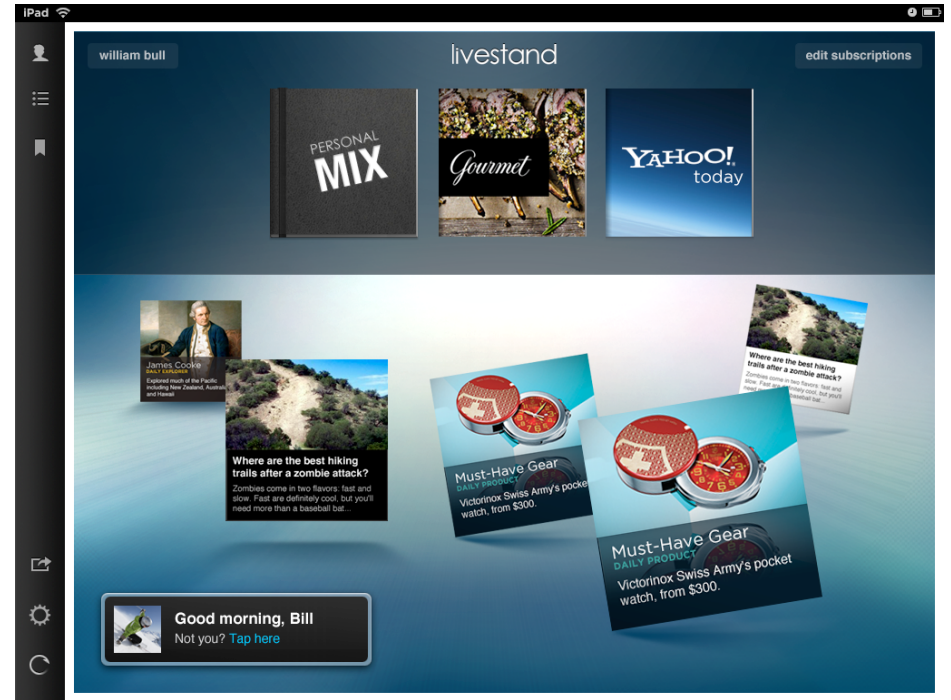 iPad
william bull
livestand
edit subscriptions
PERSONAL
MIX
Gourmet
YAHOO!
today
James Cooke
DAILY EXPLORER
Explored much of the Pacific
including New Zealand, Austral
and Hawaii
Where are the best hiking
trails after a zombie attack?
Zombies come in two flavors: fast and
slow. Fast are definitely cool, but you'll
need more than a baseball bat...
Must-Have Gear
DAILY PRODUCT
Victorinox Swiss Army's pocke
watch, from $300.
Where are the best hiking
trails after a zombie attack?
Zombies come in two flavors: fast and
slow. Fast are definitely cool, but you'll
need more than a baseball bat...
Must-Have Gear
DAILY PRODUCT
Victorinox Swiss Army's pocket
watch, from $300.
Good morning, Bill
Not you? Tap here